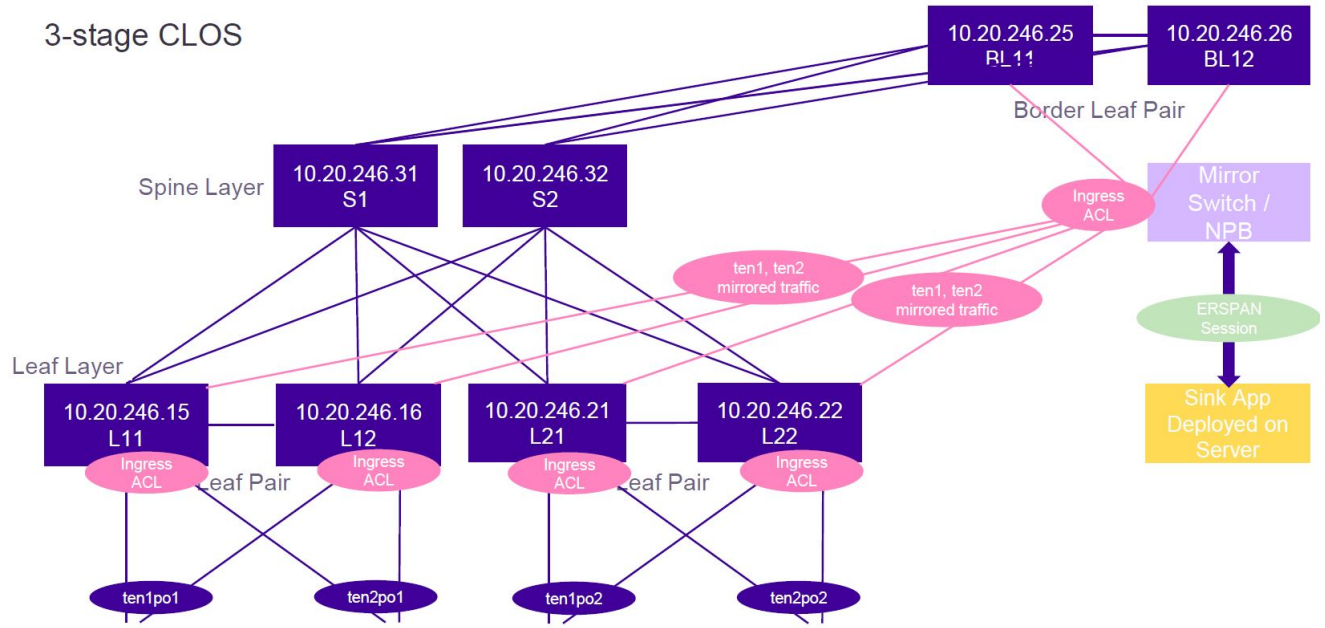 3-stage CLOS
10.20.246.25
BL11
10.20.246.26
BL12
Border Leaf Pair
Spine Layer
10.20.246.31
S1
10.20.246.32
S2
Ingress
ACL
Mirror
Switch /
NPB
ten1, ten2
mirrored traffic
ten1, ten2
mirrored traffic
ERSPAN
Session
Leaf Layer
10.20.246.15
L11
10.20.246.16
L12
10.20.246.21
L21
10.20.246.22
L22
Sink App
Deployed on
Server
Ingress
ACL
Leaf Pair
Ingress
ACL
Ingress
ACL
Leaf Pair
Ingress
ACL
ten1po1
ten2po1
ten1po2
ten2po2